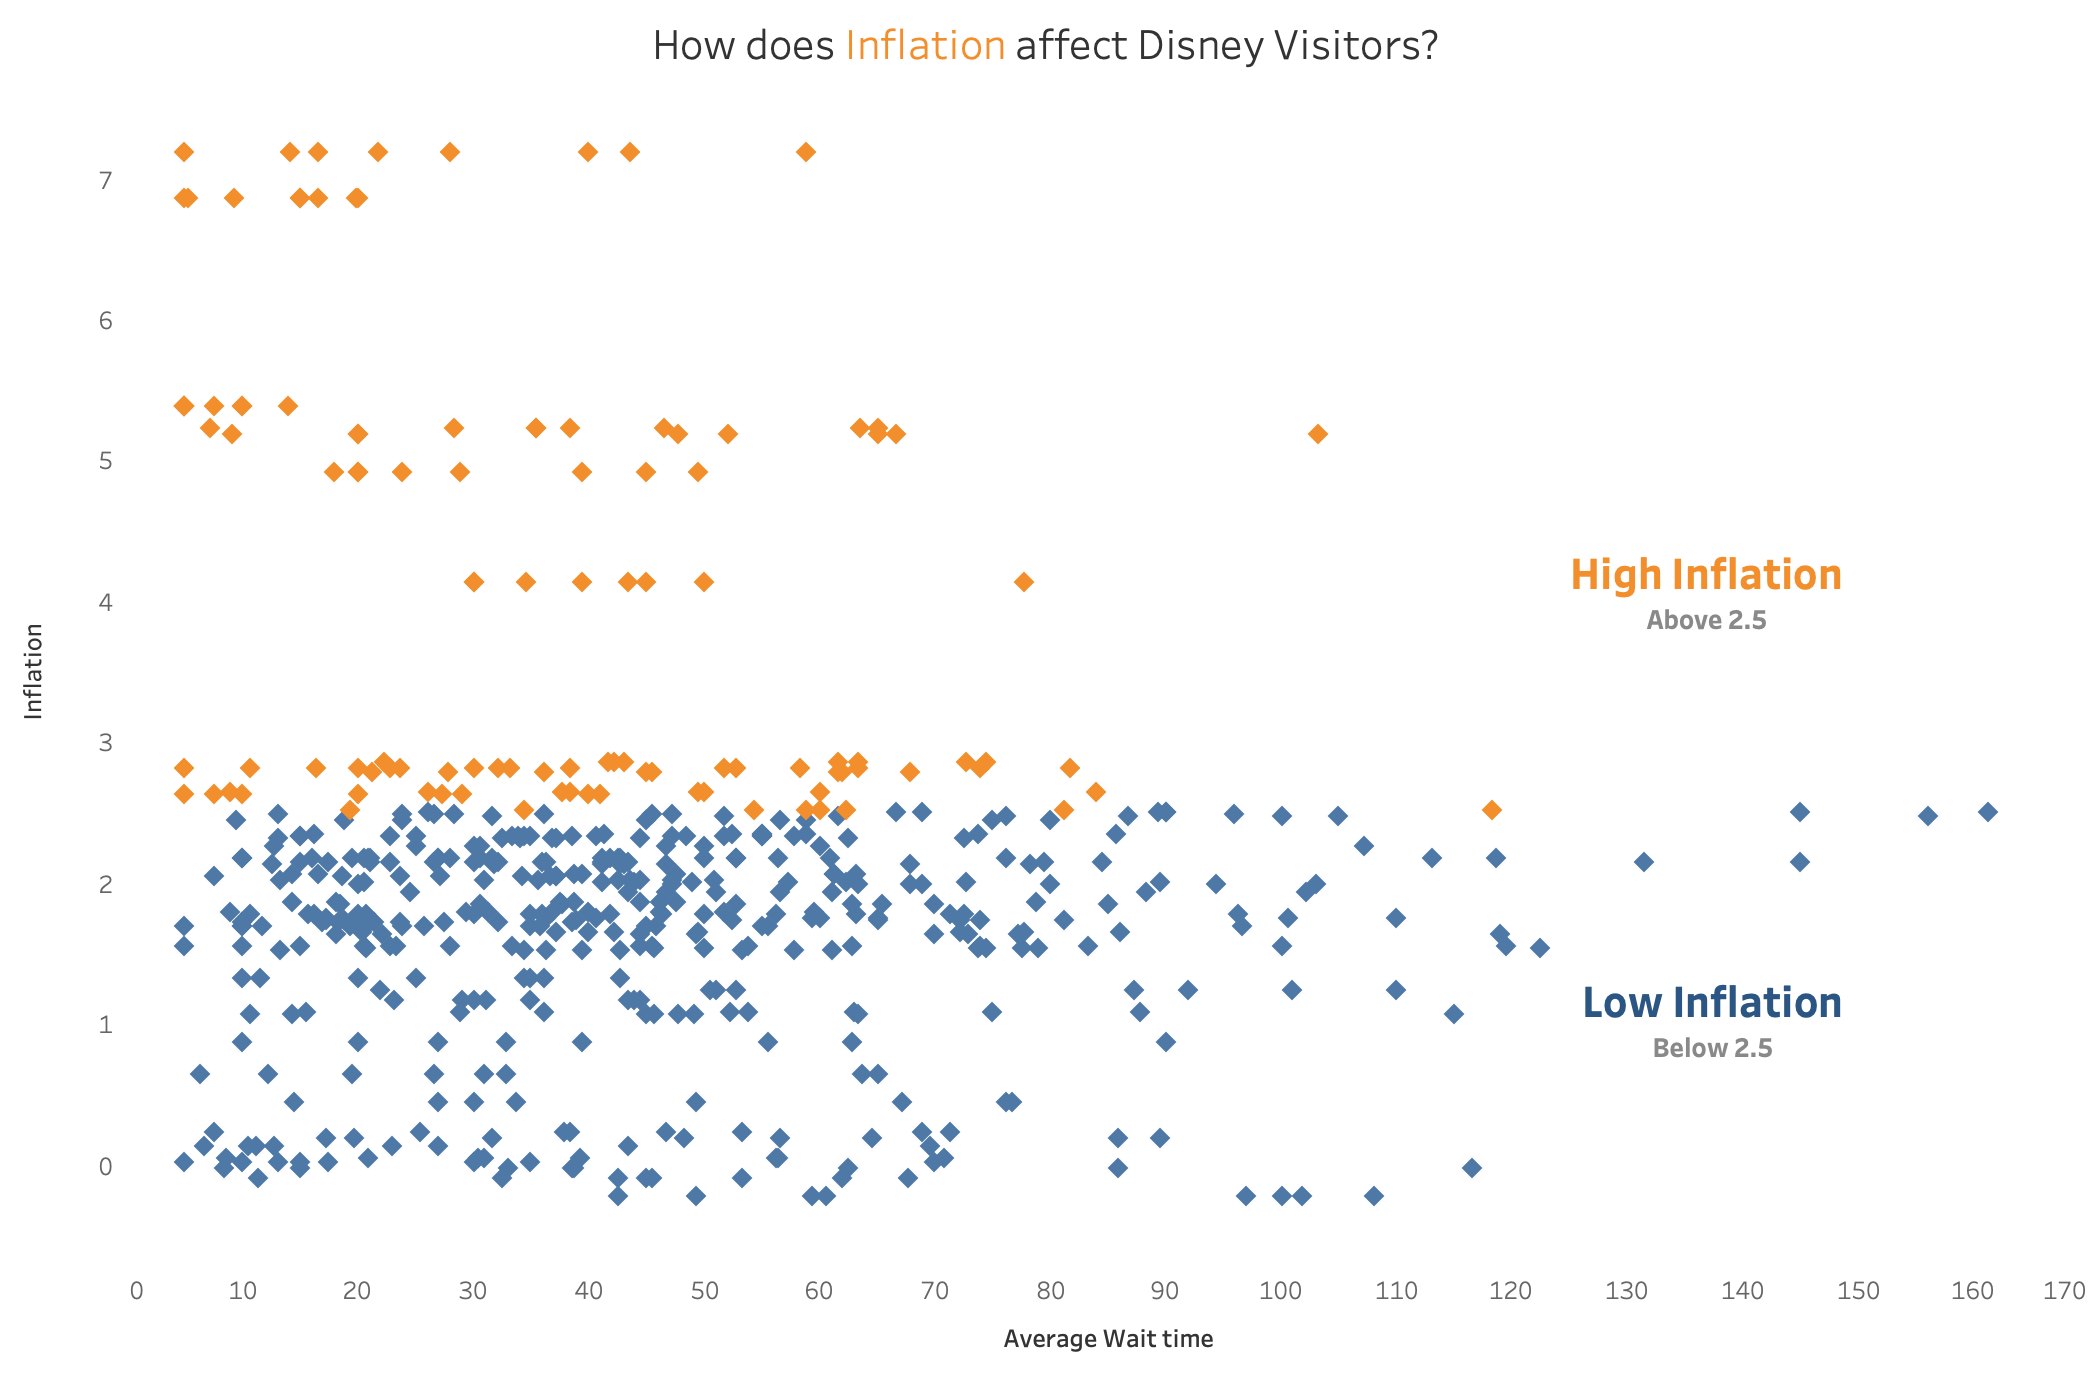 How does Inflation affect Disney Visitors?
7
6
5
4
3
2
1
0
Inflation
High Inflation
Above 2.5
Low Inflation
Below 2.5
0 10 20 30 40 50 60 70 80 90 100 110 120 130 140 150 160 170
Average Wait time